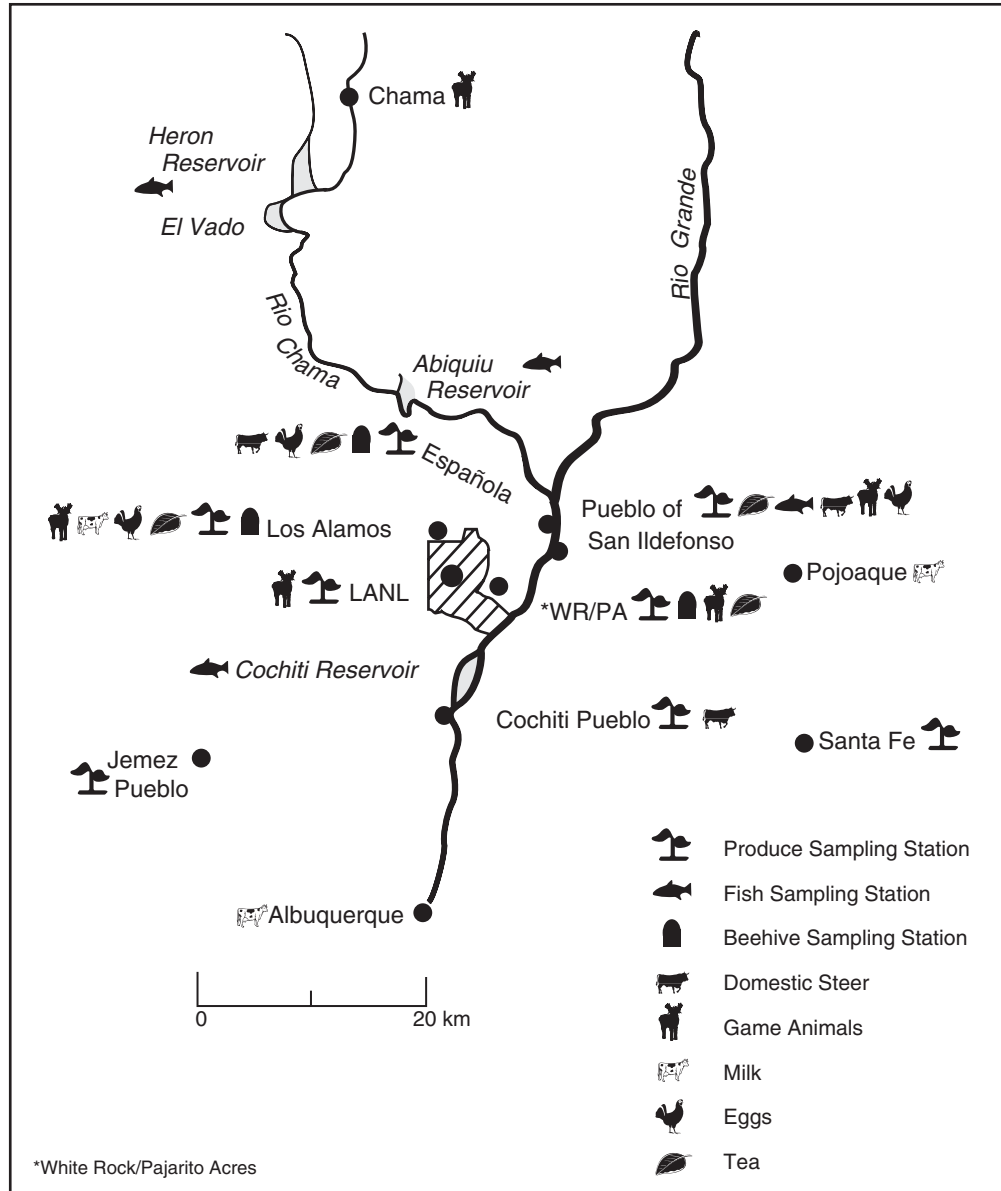 Chama
Heron
Reservoir
El Vado
Rio Grande
Rio
Chama
Abiquiu
Reservoir
Española
Pueblo of
San Ildefonso
Los Alamos
Pojoaque
LANL
*WR/PA
Cochiti Reservoir
Cochiti Pueblo
Santa Fe
Jemez
Pueblo
Produce Sampling Station
Fish Sampling Station
Albuquerque
Beehive Sampling Station
Domestic Steer
0
20 km
Game Animals
Milk
Eggs
Tea
*White Rock/Pajarito Acres